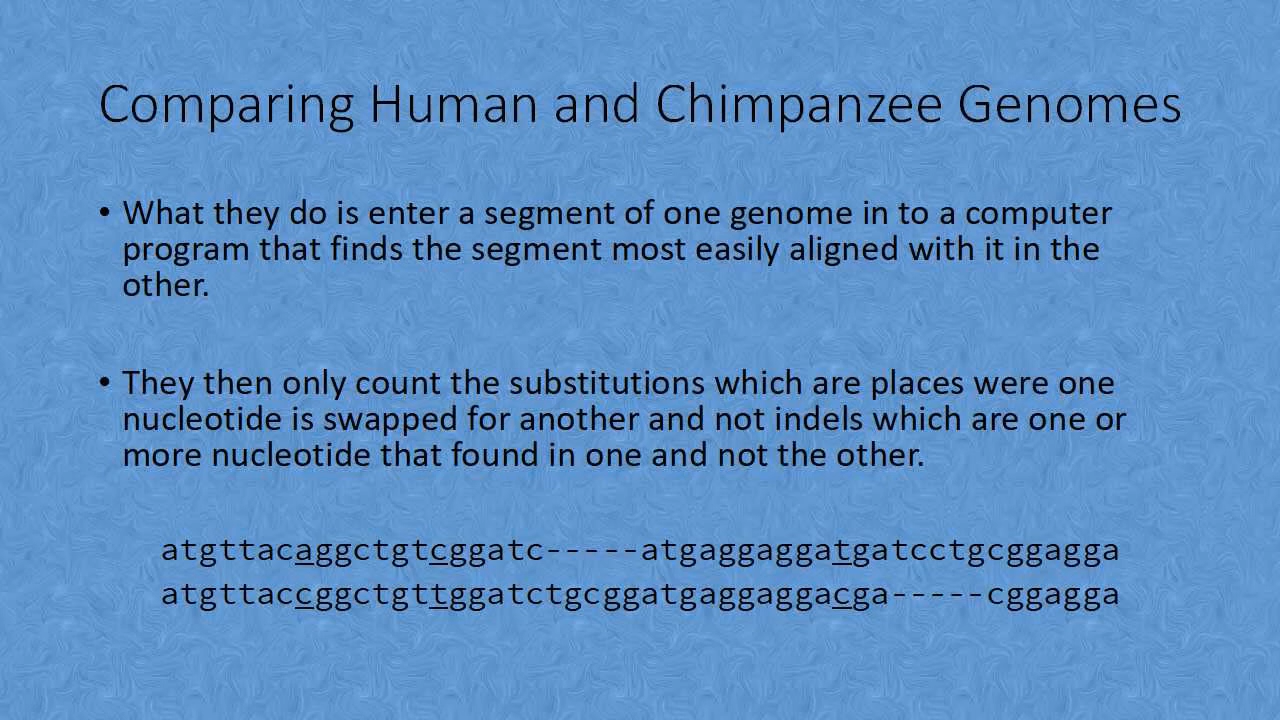 Comparing Human and Chimpanzee Genomes
• What they do is enter a segment of one genome in to a computer
program that finds the segment most easily aligned with it in the
other.
• They then only count the substitutions which are places were one
nucleotide is swapped for another and not indels which are one or
more nucleotide that found in one and not the other.
atgttacaggctgtcggatc-----atgaggaggatgatcctgcggagga
atgttaccggctgttggatctgcggatgaggaggacga-----cggagga